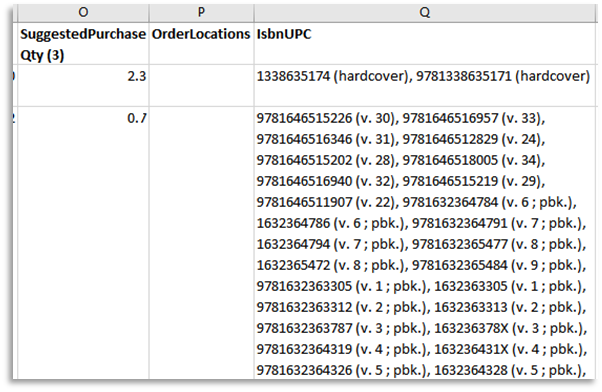 O P Q
SuggestedPurchase OrderLocations IsbnUPC
Qty (3)
2.3 1338635174 (hardcover), 9781338635171 (hardcover)
0.7 9781646515226 (v. 30), 9781646516957 (v. 33),
9781646516346 (v. 31), 9781646512829 (v. 24),
9781646515202 (v. 28), 9781646518005 (v. 34),
9781646516940 (v. 32), 9781646515219 (v. 29),
9781646511907 (v. 22), 9781632364784 (v. 6 ; pbk.),
1632364786 (v. 6 ; pbk.), 9781632364791 (v. 7 ; pbk.),
1632364794 (v. 7 ; pbk.), 9781632365477 (v. 8 ; pbk.),
1632365472 (v. 8 ; pbk.), 9781632365484 (v. 9 ; pbk.),
9781632363305 (v. 1 ; pbk.), 1632363305 (v. 1 ; pbk.),
9781632363312 (v. 2 ; pbk.), 1632363313 (v. 2 ; pbk.),
9781632363787 (v. 3 ; pbk.), 163236378X (v. 3 ; pbk.),
9781632364319 (v. 4 ; pbk.), 163236431X (v. 4 ; pbk.),
9781632364326 (v. 5 ; pbk.), 1632364328 (v. 5 ; pbk.),